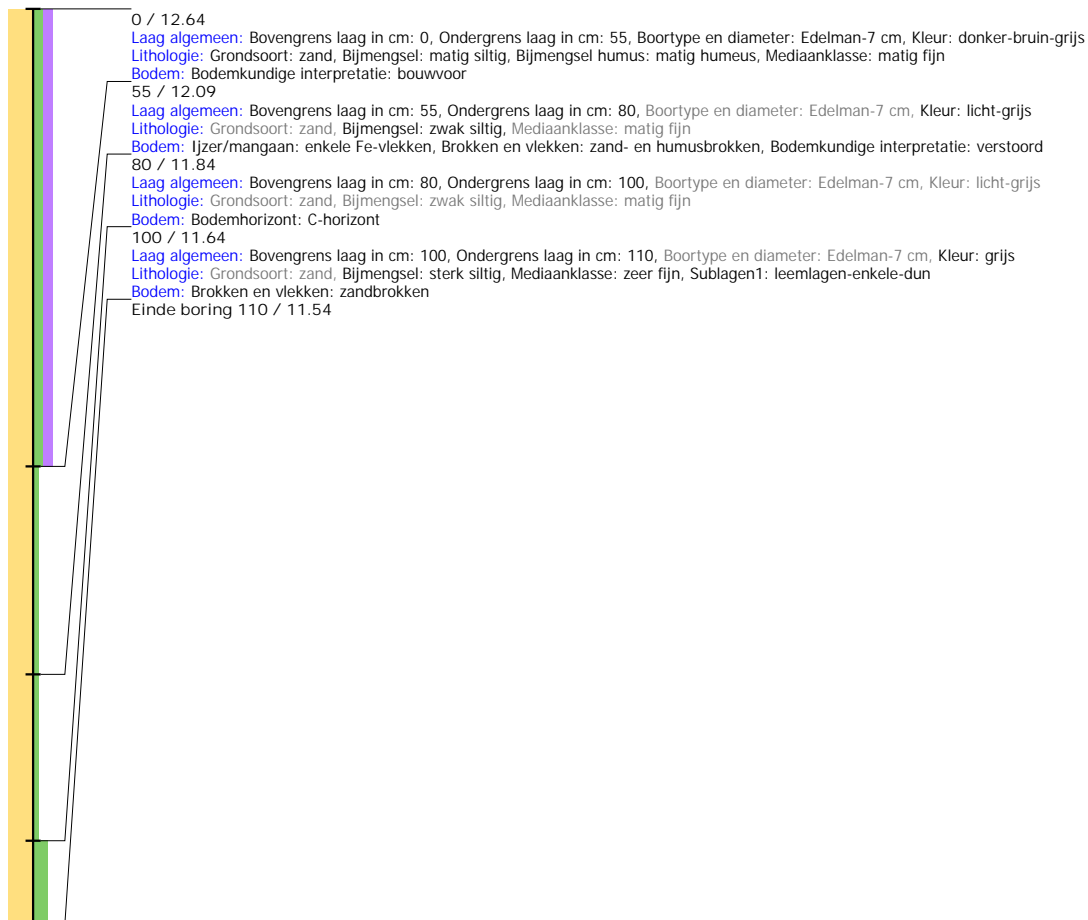 0 / 12.64
Laag algemeen: Bovengrens laag in cm: 0, Ondergrens laag in cm: 55, Boortype en diameter: Edelman-7 cm, Kleur: donker-bruin-grijs
Lithologie: Grondsoort: zand, Bijmengsel: matig siltig, Bijmengsel humus: matig humeus, Mediaanklasse: matig fijn
Bodem: Bodemkundige interpretatie: bouwvoor
55 / 12.09
Laag algemeen: Bovengrens laag in cm: 55, Ondergrens laag in cm: 80, Boortype en diameter: Edelman-7 cm, Kleur: licht-grijs
Lithologie: Grondsoort: zand, Bijmengsel: zwak siltig, Mediaanklasse: matig fijn
Bodem: Ijzer/mangaan: enkele Fe-vlekken, Brokken en vlekken: zand- en humusbrokken, Bodemkundige interpretatie: verstoord
80 / 11.84
Laag algemeen: Bovengrens laag in cm: 80, Ondergrens laag in cm: 100, Boortype en diameter: Edelman-7 cm, Kleur: licht-grijs
Lithologie: Grondsoort: zand, Bijmengsel: zwak siltig, Mediaanklasse: matig fijn
Bodem: Bodemhorizont: C-horizont
100 / 11.64
Laag algemeen: Bovengrens laag in cm: 100, Ondergrens laag in cm: 110, Boortype en diameter: Edelman-7 cm, Kleur: grijs
Lithologie: Grondsoort: zand, Bijmengsel: sterk siltig, Mediaanklasse: zeer fijn, Sublagen1: leemlagen-enkele-dun
Bodem: Brokken en vlekken: zandbrokken
Einde boring 110 / 11.54